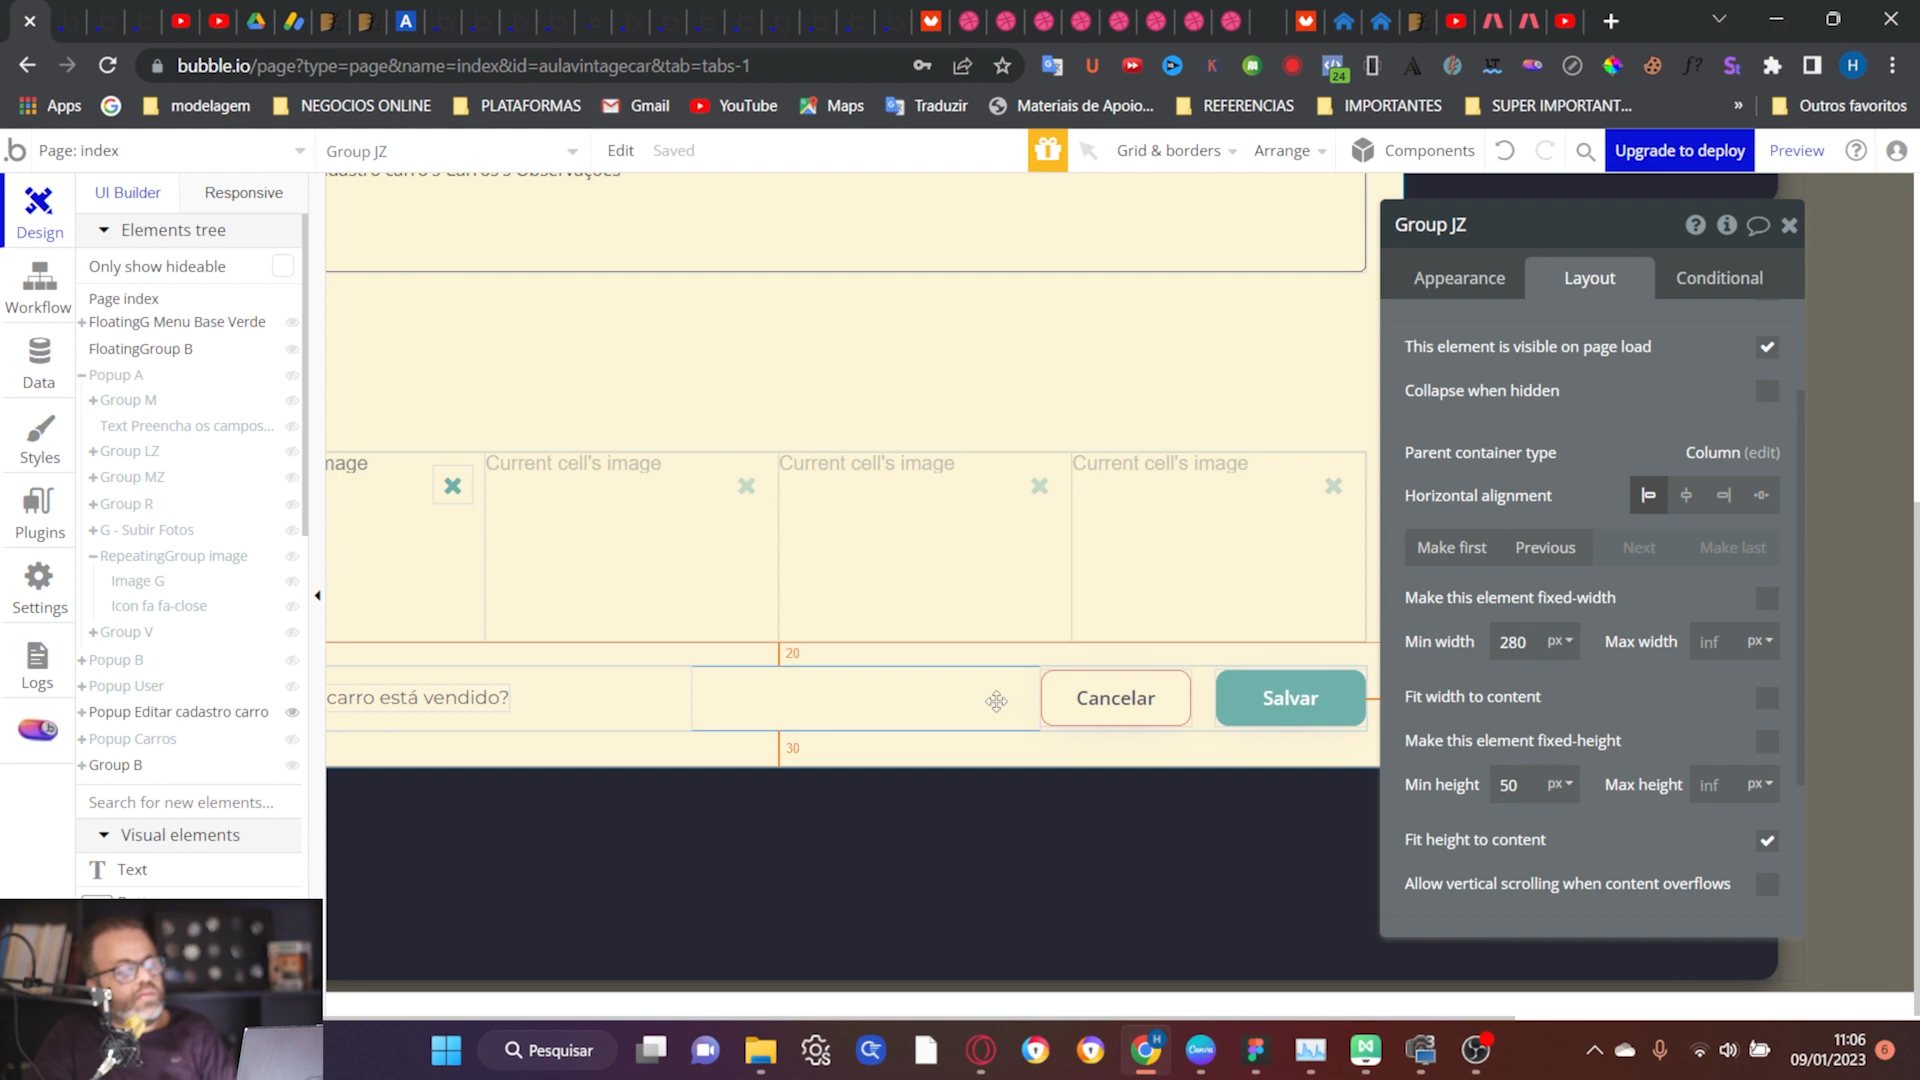 bubble.io/page?type=page&name=index&id=aulavintagecar&tab=tabs-1
24
H
Apps
modelagem
NEGOCIOS ONLINE
PLATAFORMAS
Gmail
YouTube
Maps
Traduzir
Materiais de Apoio...
REFERENCIAS
IMPORTANTES
SUPER IMPORTANT...
»
Outros favoritos
.b
Page: index
Group JZ
Edit
Saved
Grid & borders
Arrange
Components
Upgrade to deploy
Preview
Design
Workflow
Data
Styles
Plugins
Settings
Logs
UI Builder
Responsive
Elements tree
Only show hideable
Page index
FloatingG Menu Base Verde
FloatingGroup B
Popup A
Group M
Text Preencha os campos...
Group LZ
Group MZ
Group R
G - Subir Fotos
RepeatingGroup image
Image G
Icon fa fa-close
Group V
Popup B
Popup User
Popup Editar cadastro carro
Popup Carros
Group B
Search for new elements...
Visual elements
Text
Current cell's image
Current cell's image
Current cell's image
20
carro está vendido?
Cancelar
Salvar
30
Group JZ
Appearance
Layout
Conditional
This element is visible on page load
Collapse when hidden
Parent container type
Column (edit)
Horizontal alignment
Make first
Previous
Next
Make last
Make this element fixed-width
Min width 280 px
Max width inf px
Fit width to content
Make this element fixed-height
Min height 50 px
Max height inf px
Fit height to content
Allow vertical scrolling when content overflows
Pesquisar
11:06
09/01/2023
6